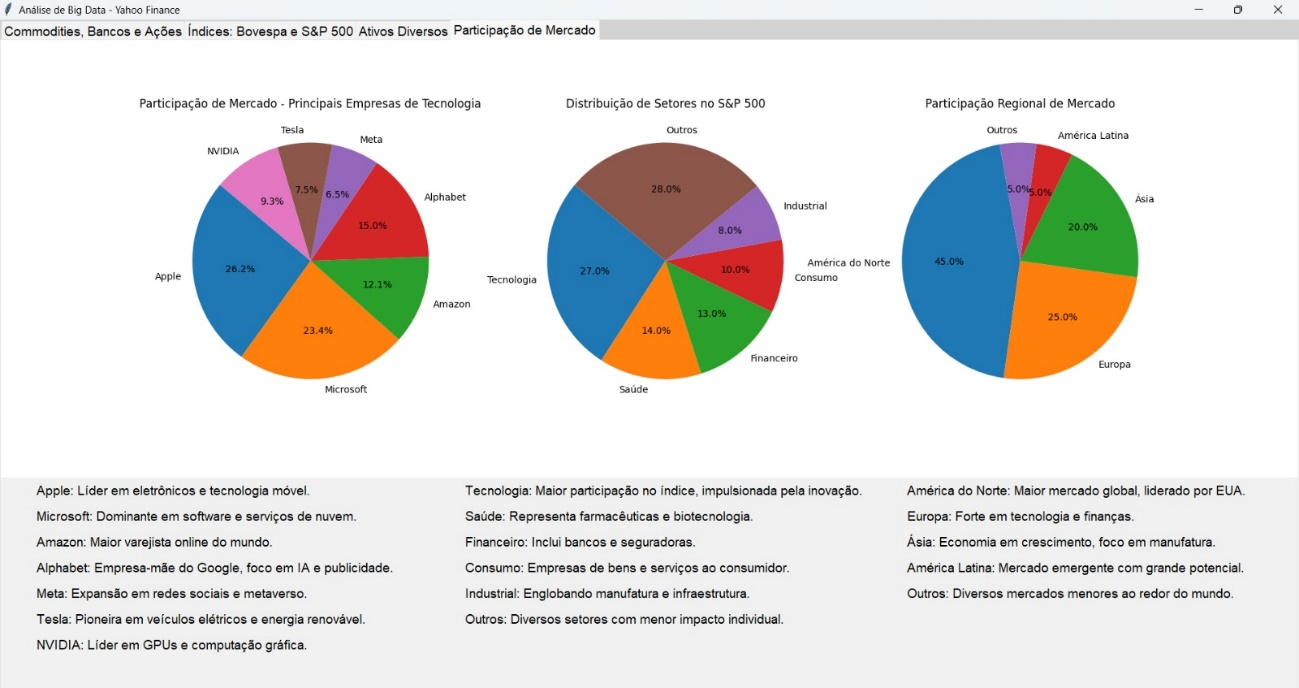 Análise de Big Data - Yahoo Finance
Commodities, Bancos e Ações Índices: Bovespa e S&P 500 Ativos Diversos Participação de Mercado
Participação de Mercado - Principais Empresas de Tecnologia
Tesla
Meta
NVIDIA
Alphabet
7.5%
6.5%
9.3%
15.0%
26.2%
Apple
12.1%
Amazon
23.4%
Microsoft
Distribuição de Setores no S&P 500
Outros
28.0%
Industrial
8.0%
27.0%
10.0%
Tecnologia
Consumo
13.0%
14.0%
Financeiro
Saúde
Participação Regional de Mercado
Outros
América Latina
5.0%
5.0%
Ásia
20.0%
América do Norte
45.0%
25.0%
Europa
Apple: Líder em eletrônicos e tecnologia móvel.
Microsoft: Dominante em software e serviços de nuvem.
Amazon: Maior varejista online do mundo.
Alphabet: Empresa-mãe do Google, foco em IA e publicidade.
Meta: Expansão em redes sociais e metaverso.
Tesla: Pioneira em veículos elétricos e energia renovável.
NVIDIA: Líder em GPUs e computação gráfica.
Tecnologia: Maior participação no índice, impulsionada pela inovação.
Saúde: Representa farmacêuticas e biotecnologia.
Financeiro: Inclui bancos e seguradoras.
Consumo: Empresas de bens e serviços ao consumidor.
Industrial: Englobando manufatura e infraestrutura.
Outros: Diversos setores com menor impacto individual.
América do Norte: Maior mercado global, liderado por EUA.
Europa: Forte em tecnologia e finanças.
Ásia: Economia em crescimento, foco em manufatura.
América Latina: Mercado emergente com grande potencial.
Outros: Diversos mercados menores ao redor do mundo.